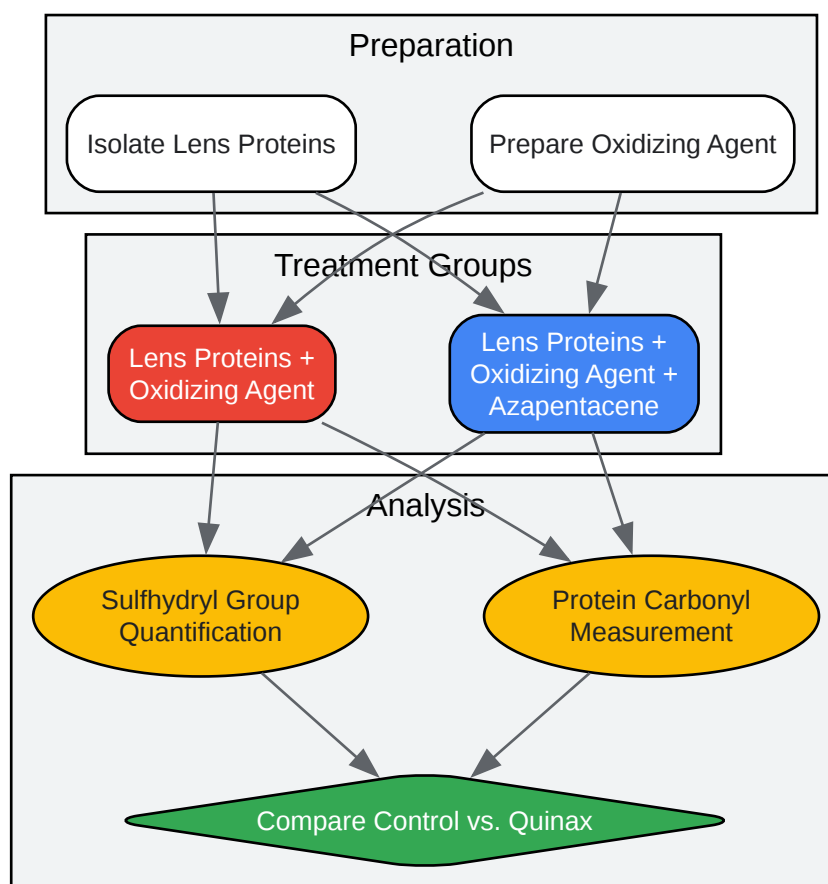 Preparation
Isolate Lens Proteins
Prepare Oxidizing Agent
Treatment Groups
Lens Proteins +
Oxidizing Agent
Lens Proteins +
Oxidizing Agent +
Azapentacene
Analysis
Sulfhydryl Group
Quantification
Protein Carbonyl
Measurement
Compare Control vs. Quinax